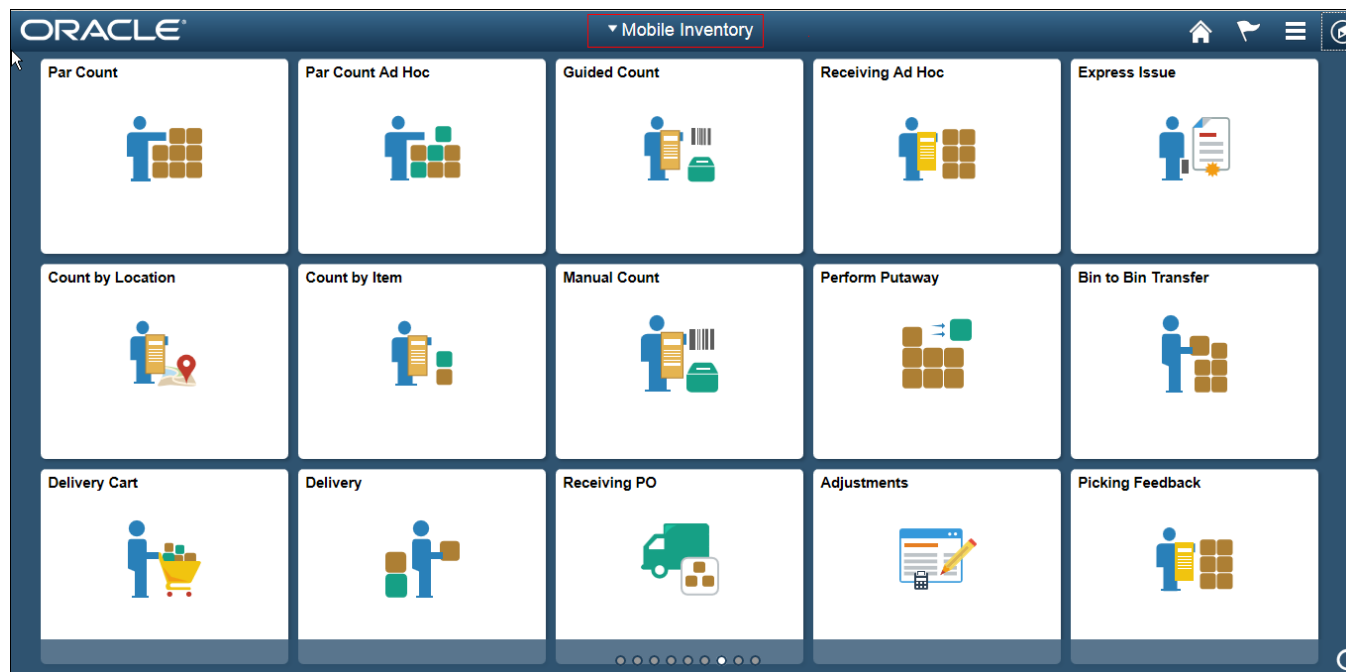 ORACLE®
Mobile Inventory
Par Count
Par Count Ad Hoc
Guided Count
Receiving Ad Hoc
Express Issue
Count by Location
Count by Item
Manual Count
Perform Putaway
Bin to Bin Transfer
Delivery Cart
Delivery
Receiving PO
Adjustments
Picking Feedback